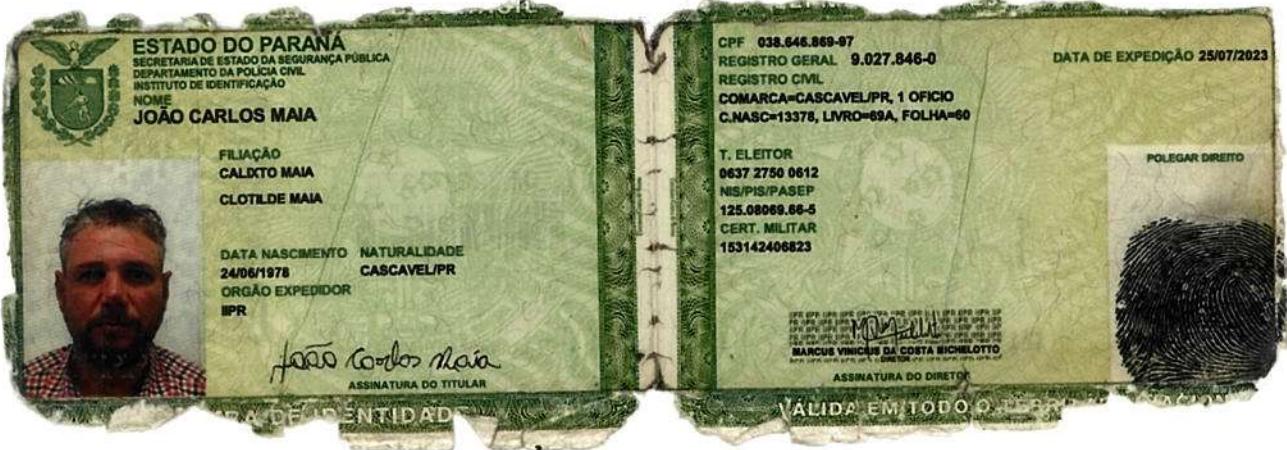 ESTADO DO PARANÁ
SECRETARIA DE ESTADO DA SEGURANÇA PÚBLICA
DEPARTAMENTO DA POLÍCIA CIVIL
INSTITUTO DE IDENTIFICAÇÃO
NOME
JOÃO CARLOS MAIA
FILIAÇÃO
CALIXTO MAIA
CLOTILDE MAIA
DATA NASCIMENTO NATURALIDADE
24/06/1978 CASCAVEL/PR
ORGÃO EXPEDIDOR
IIPR
João Carlos Maia
ASSINATURA DO TITULAR
DE IDENTIDADE
CPF 038.646.869-97
REGISTRO GERAL 9.027.846-0 DATA DE EXPEDIÇÃO 25/07/2023
REGISTRO CIVIL
COMARCA=CASCAVEL/PR, 1 OFICIO
C.NASC=13378, LIVRO=69A, FOLHA=60
T. ELEITOR
0637 2750 0612
NIS/PIS/PASEP
125.08069.66-5
CERT. MILITAR
153142406823
POLEGAR DIREITO
MARCUS VINICIUS DA COSTA MICHELOTTO
DIRETOR
ASSINATURA DO DIRETOR
VÁLIDA EM TODO O